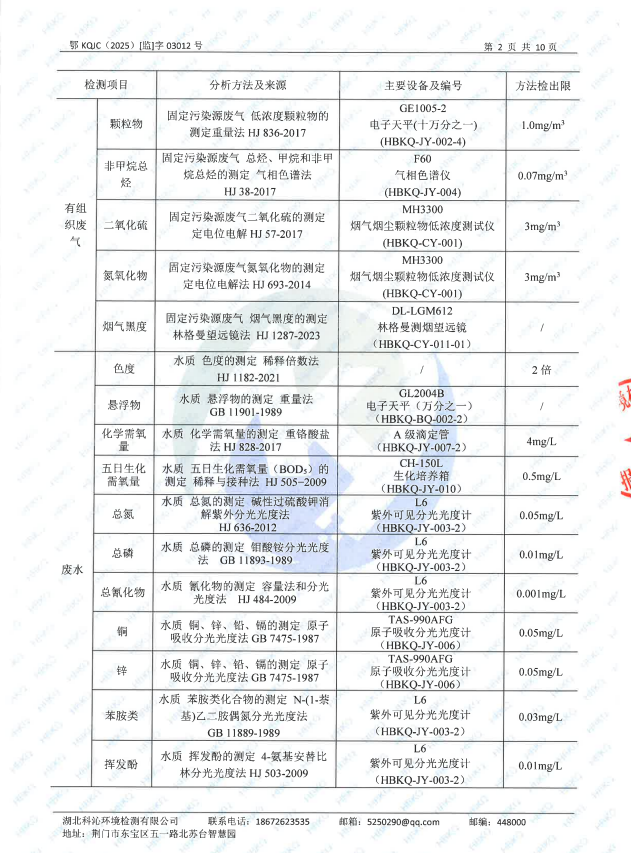 鄂 KQJC（2025）[监]字 03012 号
第 2 页 共 10 页
检测项目 分析方法及来源 主要设备及编号 方法检出限
有组
织废
气
颗粒物
固定污染源废气 低浓度颗粒物的
测定重量法 HJ 836-2017
GE1005-2
电子天平(十万分之一)
(HBKQ-JY-002-4)
1.0mg/m³
非甲烷总
烃
固定污染源废气 总烃、甲烷和非甲
烷总烃的测定 气相色谱法
HJ 38-2017
F60
气相色谱仪
(HBKQ-JY-004)
0.07mg/m³
二氧化硫
固定污染源废气二氧化硫的测定
定电位电解 HJ 57-2017
MH3300
烟气烟尘颗粒物低浓度测试仪
(HBKQ-CY-001)
3mg/m³
氮氧化物
固定污染源废气氮氧化物的测定
定电位电解法 HJ 693-2014
MH3300
烟气烟尘颗粒物低浓度测试仪
(HBKQ-CY-001)
3mg/m³
烟气黑度
固定污染源废气 烟气黑度的测定
林格曼望远镜法 HJ 1287-2023
DL-LGM612
林格曼测烟望远镜
（HBKQ-CY-011-01）
/
废水
色度
水质 色度的测定 稀释倍数法
HJ 1182-2021
/
2 倍
悬浮物
水质 悬浮物的测定 重量法
GB 11901-1989
GL2004B
电子天平（万分之一）
（HBKQ-BQ-002-2）
/
化学需氧
量
水质 化学需氧量的测定 重铬酸盐
法 HJ 828-2017
A 级滴定管
（HBKQ-JY-007-2）
4mg/L
五日生化
需氧量
水质 五日生化需氧量（BOD₅）的
测定 稀释与接种法 HJ 505-2009
CH-150L
生化培养箱
（HBKQ-JY-010）
0.5mg/L
总氮
水质 总氮的测定 碱性过硫酸钾消
解紫外分光光度法
HJ 636-2012
L6
紫外可见分光光度计
（HBKQ-JY-003-2）
0.05mg/L
总磷
水质 总磷的测定 钼酸铵分光光度
法 GB 11893-1989
L6
紫外可见分光光度计
（HBKQ-JY-003-2）
0.01mg/L
总氰化物
水质 氰化物的测定 容量法和分光
光度法 HJ 484-2009
L6
紫外可见分光光度计
（HBKQ-JY-003-2）
0.001mg/L
铜
水质 铜、锌、铅、镉的测定 原子
吸收分光光度法 GB 7475-1987
TAS-990AFG
原子吸收分光光度计
（HBKQ-JY-006）
0.05mg/L
锌
水质 铜、锌、铅、镉的测定 原子
吸收分光光度法 GB 7475-1987
TAS-990AFG
原子吸收分光光度计
（HBKQ-JY-006）
0.05mg/L
苯胺类
水质 苯胺类化合物的测定 N-(1-萘
基)乙二胺偶氮分光光度法
GB 11889-1989
L6
紫外可见分光光度计
（HBKQ-JY-003-2）
0.03mg/L
挥发酚
水质 挥发酚的测定 4-氨基安替比
林分光光度法 HJ 503-2009
L6
紫外可见分光光度计
（HBKQ-JY-003-2）
0.01mg/L
湖北科沁环境检测有限公司 联系电话：18672623535 邮箱：5250290@qq.com 邮编：448000
地址：荆门市东宝区五一路北苏台智慧园